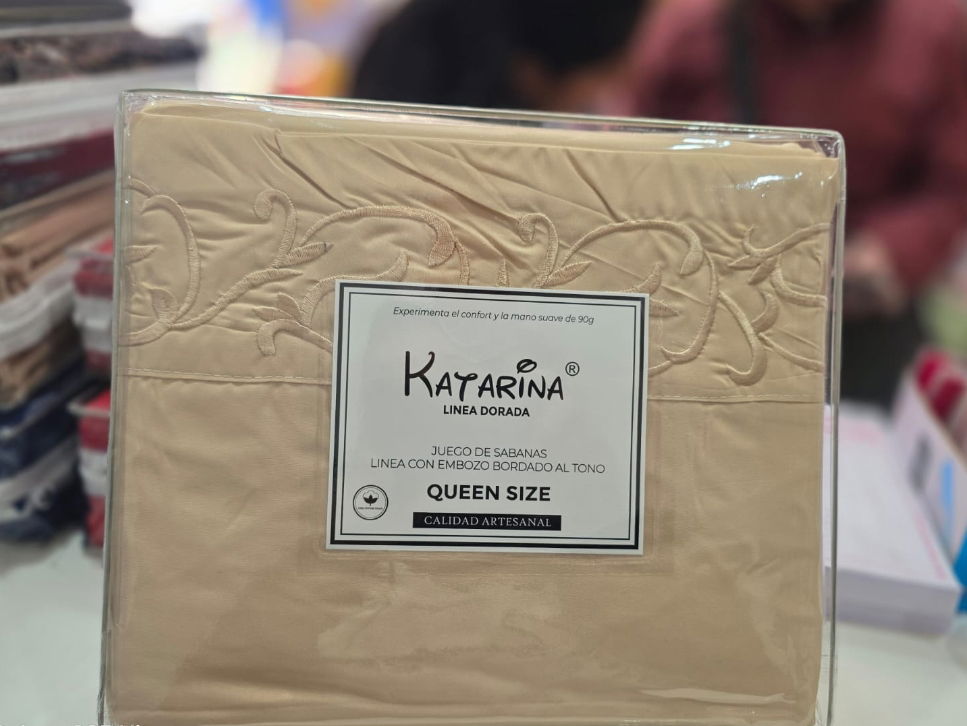 Experimenta el confort y la mano suave de 90g
KATARINA ®
LINEA DORADA
JUEGO DE SABANAS
LINEA CON EMBOZO BORDADO AL TONO
QUEEN SIZE
CALIDAD ARTESANAL